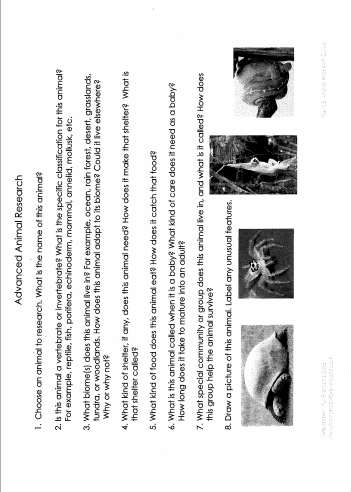 Advanced Animal Research
1. Choose an animal to research. What is the name of this animal?
2. Is this animal a vertebrate or invertebrate? What is the specific classification for this animal?
For example, reptile, fish, porifera, echinoderm, mammal, annelid, mollusk, etc.
3. What biome(s) does this animal live in? For example, ocean, rain forest, desert, grasslands,
tundra, or woodlands. How does this animal adapt to its biome? Could it live elsewhere?
Why or why not?
4. What kind of shelter, if any, does this animal need? How does it make that shelter? What is
that shelter called?
5. What kind of food does this animal eat? How does it catch that food?
6. What is this animal called when it is a baby? What kind of care does it need as a baby?
How long does it take to mature into an adult?
7. What special community or group does this animal live in, and what is it called? How does
this group help the animal survive?
8. Draw a picture of this animal. Label any unusual features.